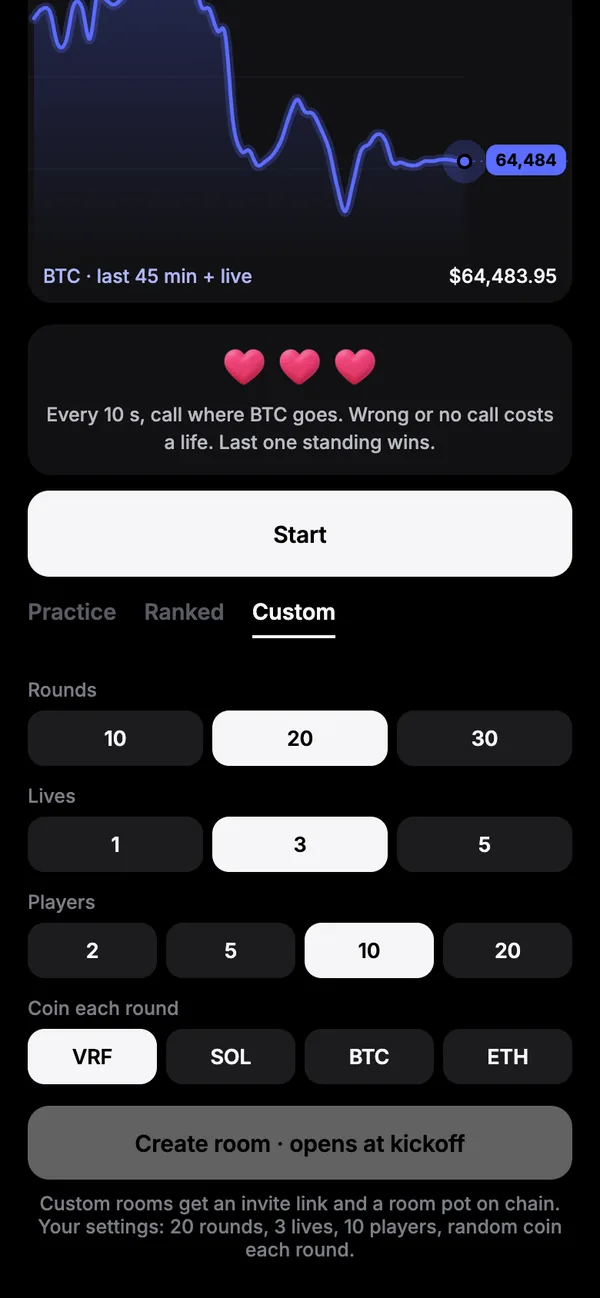 64,484
BTC · last 45 min + live
$64,483.95
Every 10 s, call where BTC goes. Wrong or no call costs
a life. Last one standing wins.
Start
Practice Ranked Custom
Rounds
10 20 30
Lives
1 3 5
Players
2 5 10 20
Coin each round
VRF SOL BTC ETH
Create room · opens at kickoff
Custom rooms get an invite link and a room pot on chain.
Your settings: 20 rounds, 3 lives, 10 players, random coin
each round.